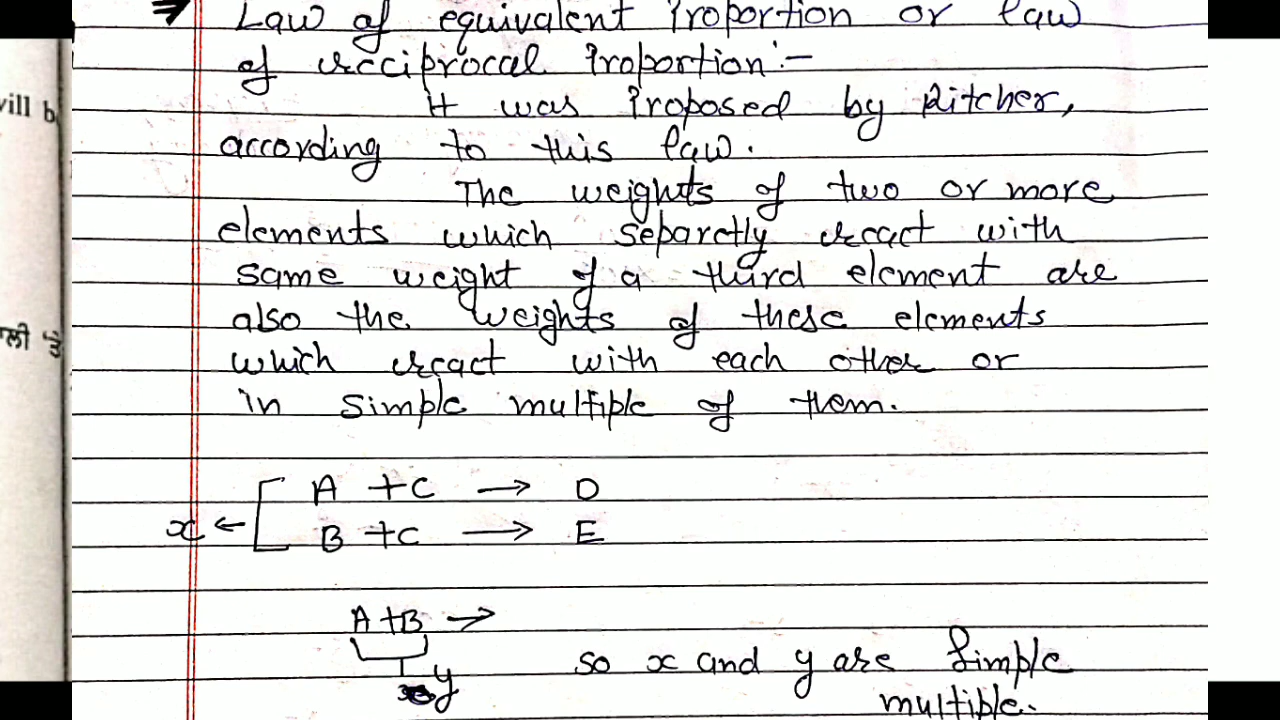 Law of equivalent Proportion or law
of reciprocal Proportion :-
it was Proposed by Ritcher,
according to this law.
The weights of two or more
elements which separetly react with
same weight of a third element are
also the weights of these elements
which react with each other or
in simple multiple of them.
A + C → D
x ←
B + C → E
A + B →
y
so x and y are simple
multiple.
will b